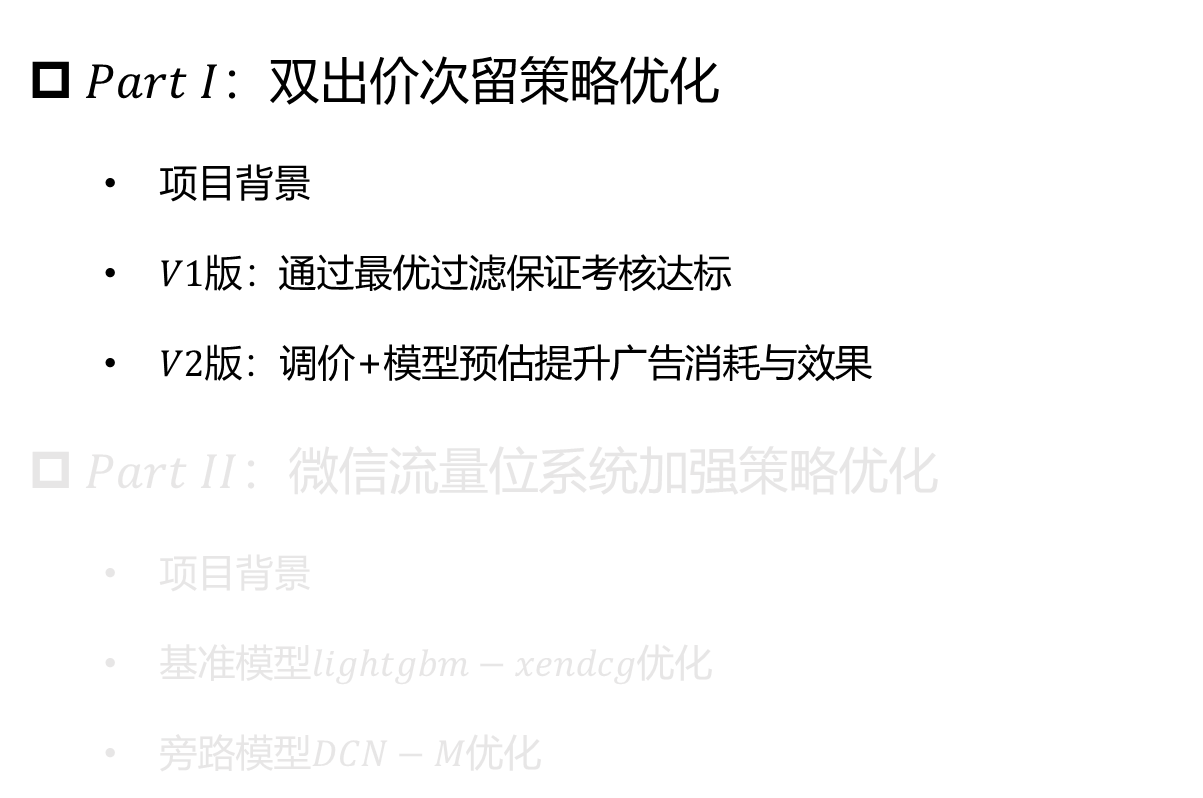 Part I：双出价次留策略优化
• 项目背景
• V1版：通过最优过滤保证考核达标
• V2版：调价+模型预估提升广告消耗与效果
Part II：微信流量位系统加强策略优化
• 项目背景
• 基准模型lightgbm − xendcg优化
• 旁路模型DCN − M优化